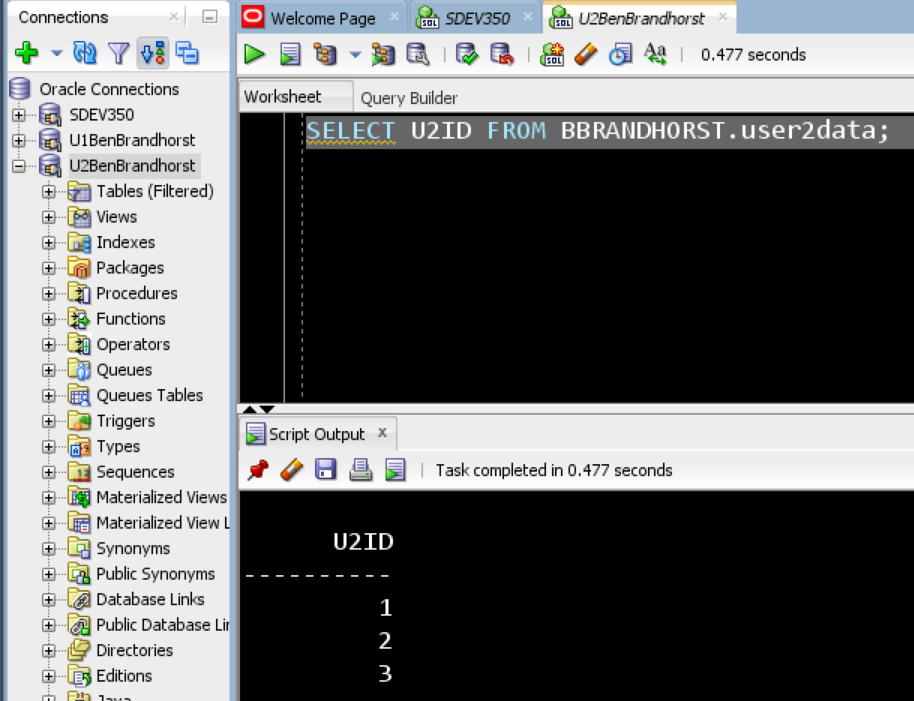 Connections
Oracle Connections
SDEV350
U1BenBrandhorst
U2BenBrandhorst
Tables (Filtered)
Views
Indexes
Packages
Procedures
Functions
Operators
Queues
Queues Tables
Triggers
Types
Sequences
Materialized Views
Materialized View L
Synonyms
Public Synonyms
Database Links
Public Database Lin
Directories
Editions
Java
Welcome Page
SDEV350
U2BenBrandhorst
0.477 seconds
Worksheet
Query Builder
SELECT U2ID FROM BBRANDHORST.user2data;
Script Output x
Task completed in 0.477 seconds
U2ID
----------
1
2
3